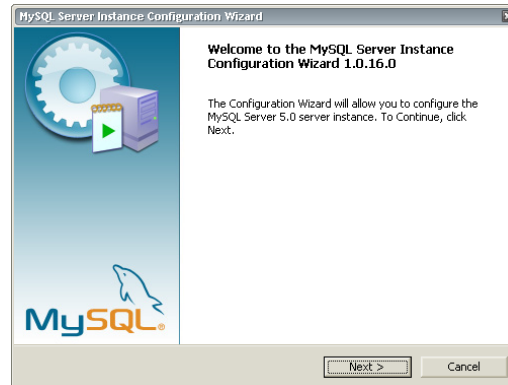 MySQL Server Instance Configuration Wizard
Welcome to the MySQL Server Instance
Configuration Wizard 1.0.16.0
The Configuration Wizard will allow you to configure the
MySQL Server 5.0 server instance. To Continue, click
Next.
MySQL®
Next >
Cancel